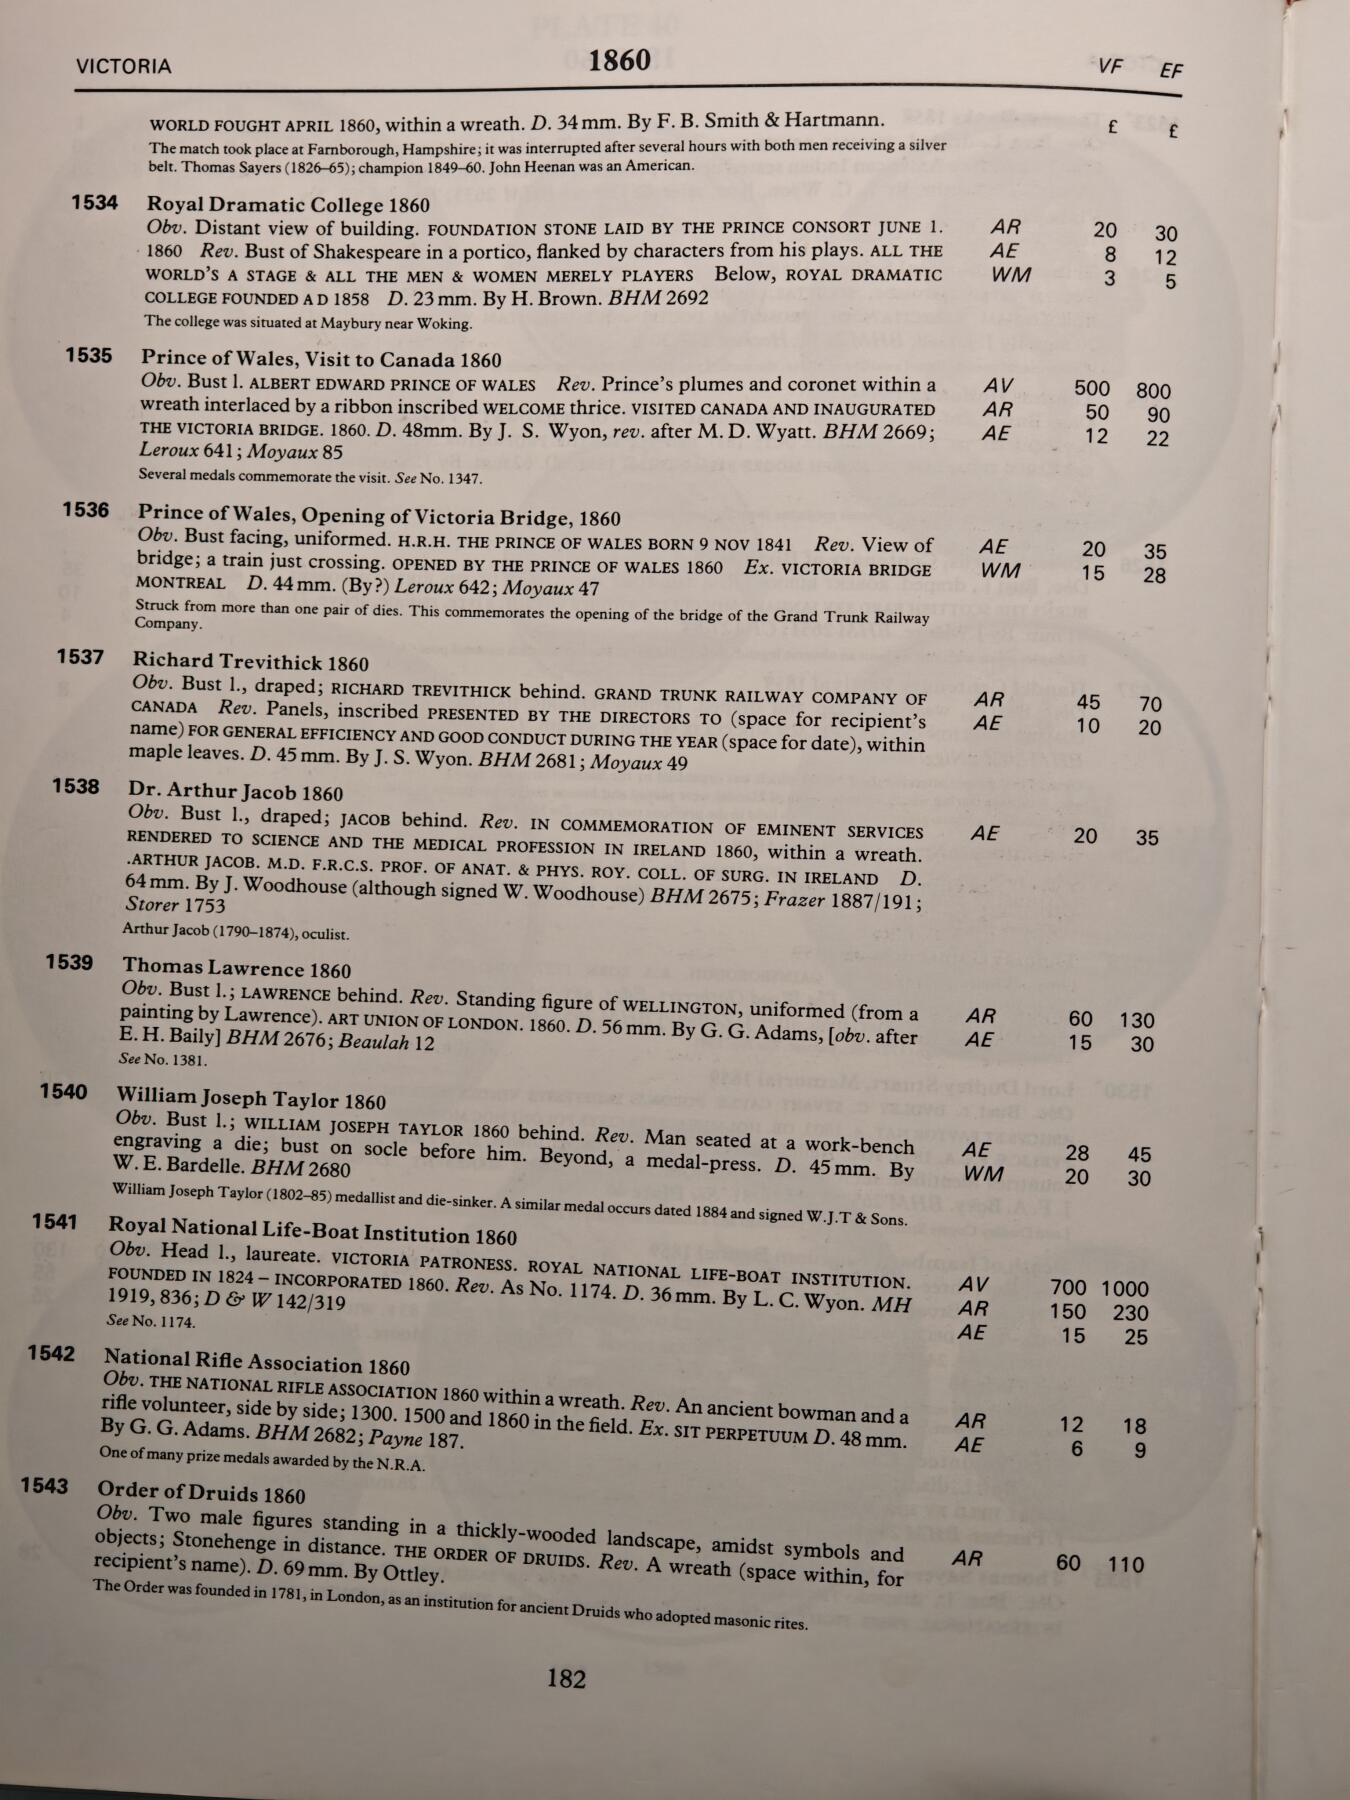 VICTORIA 1860 VF EF
WORLD FOUGHT APRIL 1860, within a wreath. D. 34 mm. By F. B. Smith & Hartmann. £ £
The match took place at Farnborough, Hampshire; it was interrupted after several hours with both men receiving a silver
belt. Thomas Sayers (1826–65); champion 1849–60. John Heenan was an American.
1534 Royal Dramatic College 1860
Obv. Distant view of building. FOUNDATION STONE LAID BY THE PRINCE CONSORT JUNE 1. AR 20 30
1860 Rev. Bust of Shakespeare in a portico, flanked by characters from his plays. ALL THE AE 8 12
WORLD'S A STAGE & ALL THE MEN & WOMEN MERELY PLAYERS Below, ROYAL DRAMATIC WM 3 5
COLLEGE FOUNDED A D 1858 D. 23 mm. By H. Brown. BHM 2692
The college was situated at Maybury near Woking.
1535 Prince of Wales, Visit to Canada 1860
Obv. Bust l. ALBERT EDWARD PRINCE OF WALES Rev. Prince's plumes and coronet within a AV 500 800
wreath interlaced by a ribbon inscribed WELCOME thrice. VISITED CANADA AND INAUGURATED AR 50 90
THE VICTORIA BRIDGE. 1860. D. 48mm. By J. S. Wyon, rev. after M. D. Wyatt. BHM 2669; AE 12 22
Leroux 641; Moyaux 85
Several medals commemorate the visit. See No. 1347.
1536 Prince of Wales, Opening of Victoria Bridge, 1860
Obv. Bust facing, uniformed. H.R.H. THE PRINCE OF WALES BORN 9 NOV 1841 Rev. View of AE 20 35
bridge; a train just crossing. OPENED BY THE PRINCE OF WALES 1860 Ex. VICTORIA BRIDGE WM 15 28
MONTREAL D. 44 mm. (By?) Leroux 642; Moyaux 47
Struck from more than one pair of dies. This commemorates the opening of the bridge of the Grand Trunk Railway
Company.
1537 Richard Trevithick 1860
Obv. Bust l., draped; RICHARD TREVITHICK behind. GRAND TRUNK RAILWAY COMPANY OF AR 45 70
CANADA Rev. Panels, inscribed PRESENTED BY THE DIRECTORS TO (space for recipient's AE 10 20
name) FOR GENERAL EFFICIENCY AND GOOD CONDUCT DURING THE YEAR (space for date), within
maple leaves. D. 45 mm. By J. S. Wyon. BHM 2681; Moyaux 49
1538 Dr. Arthur Jacob 1860
Obv. Bust l., draped; JACOB behind. Rev. IN COMMEMORATION OF EMINENT SERVICES AE 20 35
RENDERED TO SCIENCE AND THE MEDICAL PROFESSION IN IRELAND 1860, within a wreath.
.ARTHUR JACOB. M.D. F.R.C.S. PROF. OF ANAT. & PHYS. ROY. COLL. OF SURG. IN IRELAND D.
64 mm. By J. Woodhouse (although signed W. Woodhouse) BHM 2675; Frazer 1887/191;
Storer 1753
Arthur Jacob (1790–1874), oculist.
1539 Thomas Lawrence 1860
Obv. Bust l.; LAWRENCE behind. Rev. Standing figure of WELLINGTON, uniformed (from a AR 60 130
painting by Lawrence). ART UNION OF LONDON. 1860. D. 56 mm. By G. G. Adams, [obv. after AE 15 30
E. H. Baily] BHM 2676; Beaulah 12
See No. 1381.
1540 William Joseph Taylor 1860
Obv. Bust l.; WILLIAM JOSEPH TAYLOR 1860 behind. Rev. Man seated at a work-bench AE 28 45
engraving a die; bust on socle before him. Beyond, a medal-press. D. 45 mm. By WM 20 30
W. E. Bardelle. BHM 2680
William Joseph Taylor (1802–85) medallist and die-sinker. A similar medal occurs dated 1884 and signed W.J.T & Sons.
1541 Royal National Life-Boat Institution 1860
Obv. Head l., laureate. VICTORIA PATRONESS. ROYAL NATIONAL LIFE-BOAT INSTITUTION. AV 700 1000
FOUNDED IN 1824 – INCORPORATED 1860. Rev. As No. 1174. D. 36 mm. By L. C. Wyon. MH AR 150 230
1919, 836; D & W 142/319 AE 15 25
See No. 1174.
1542 National Rifle Association 1860
Obv. THE NATIONAL RIFLE ASSOCIATION 1860 within a wreath. Rev. An ancient bowman and a AR 12 18
rifle volunteer, side by side; 1300. 1500 and 1860 in the field. Ex. SIT PERPETUUM D. 48 mm. AE 6 9
By G. G. Adams. BHM 2682; Payne 187.
One of many prize medals awarded by the N.R.A.
1543 Order of Druids 1860
Obv. Two male figures standing in a thickly-wooded landscape, amidst symbols and AR 60 110
objects; Stonehenge in distance. THE ORDER OF DRUIDS. Rev. A wreath (space within, for
recipient's name). D. 69 mm. By Ottley.
The Order was founded in 1781, in London, as an institution for ancient Druids who adopted masonic rites.
182